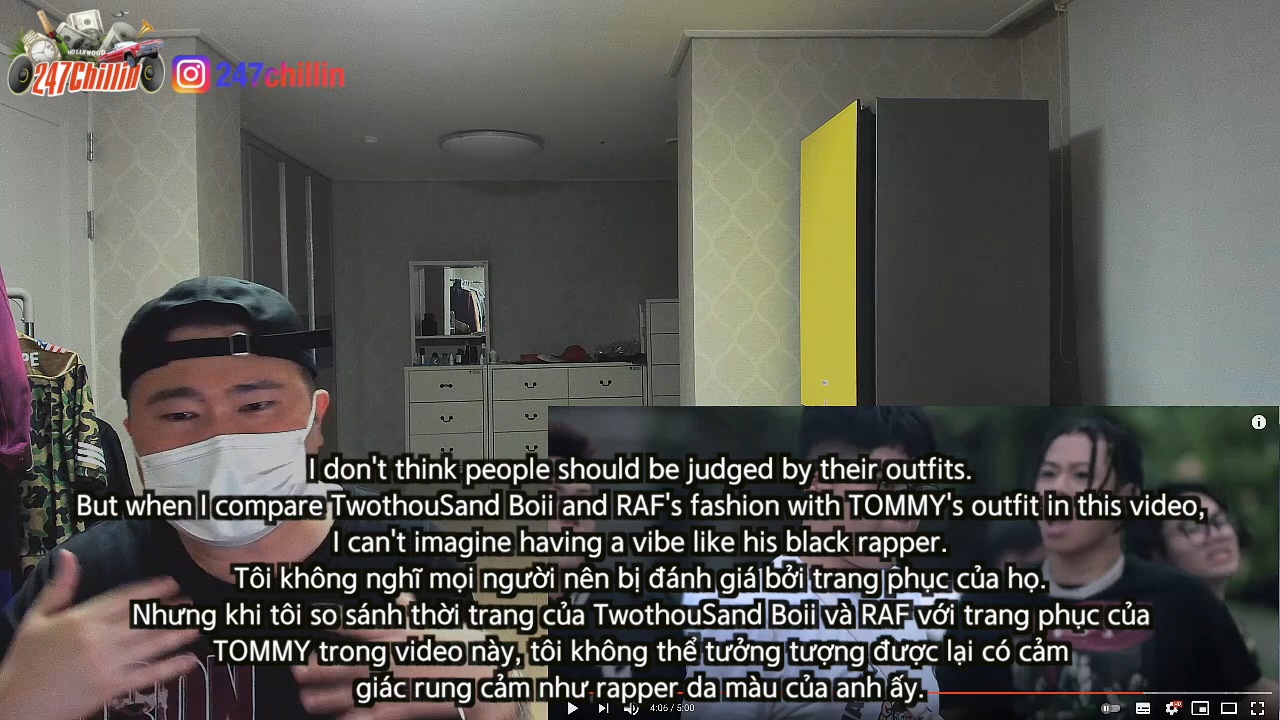 HOLLYWOOD
247Chillin
247chillin
I don't think people should be judged by their outfits.
But when I compare TwothouSand Boii and RAF's fashion with TOMMY's outfit in this video,
I can't imagine having a vibe like his black rapper.
Tôi không nghĩ mọi người nên bị đánh giá bởi trang phục của họ.
Nhưng khi tôi so sánh thời trang của TwothouSand Boii và RAF với trang phục của
TOMMY trong video này, tôi không thể tưởng tượng được lại có cảm
giác rung cảm như rapper da màu của anh ấy.
4:06 / 5:00